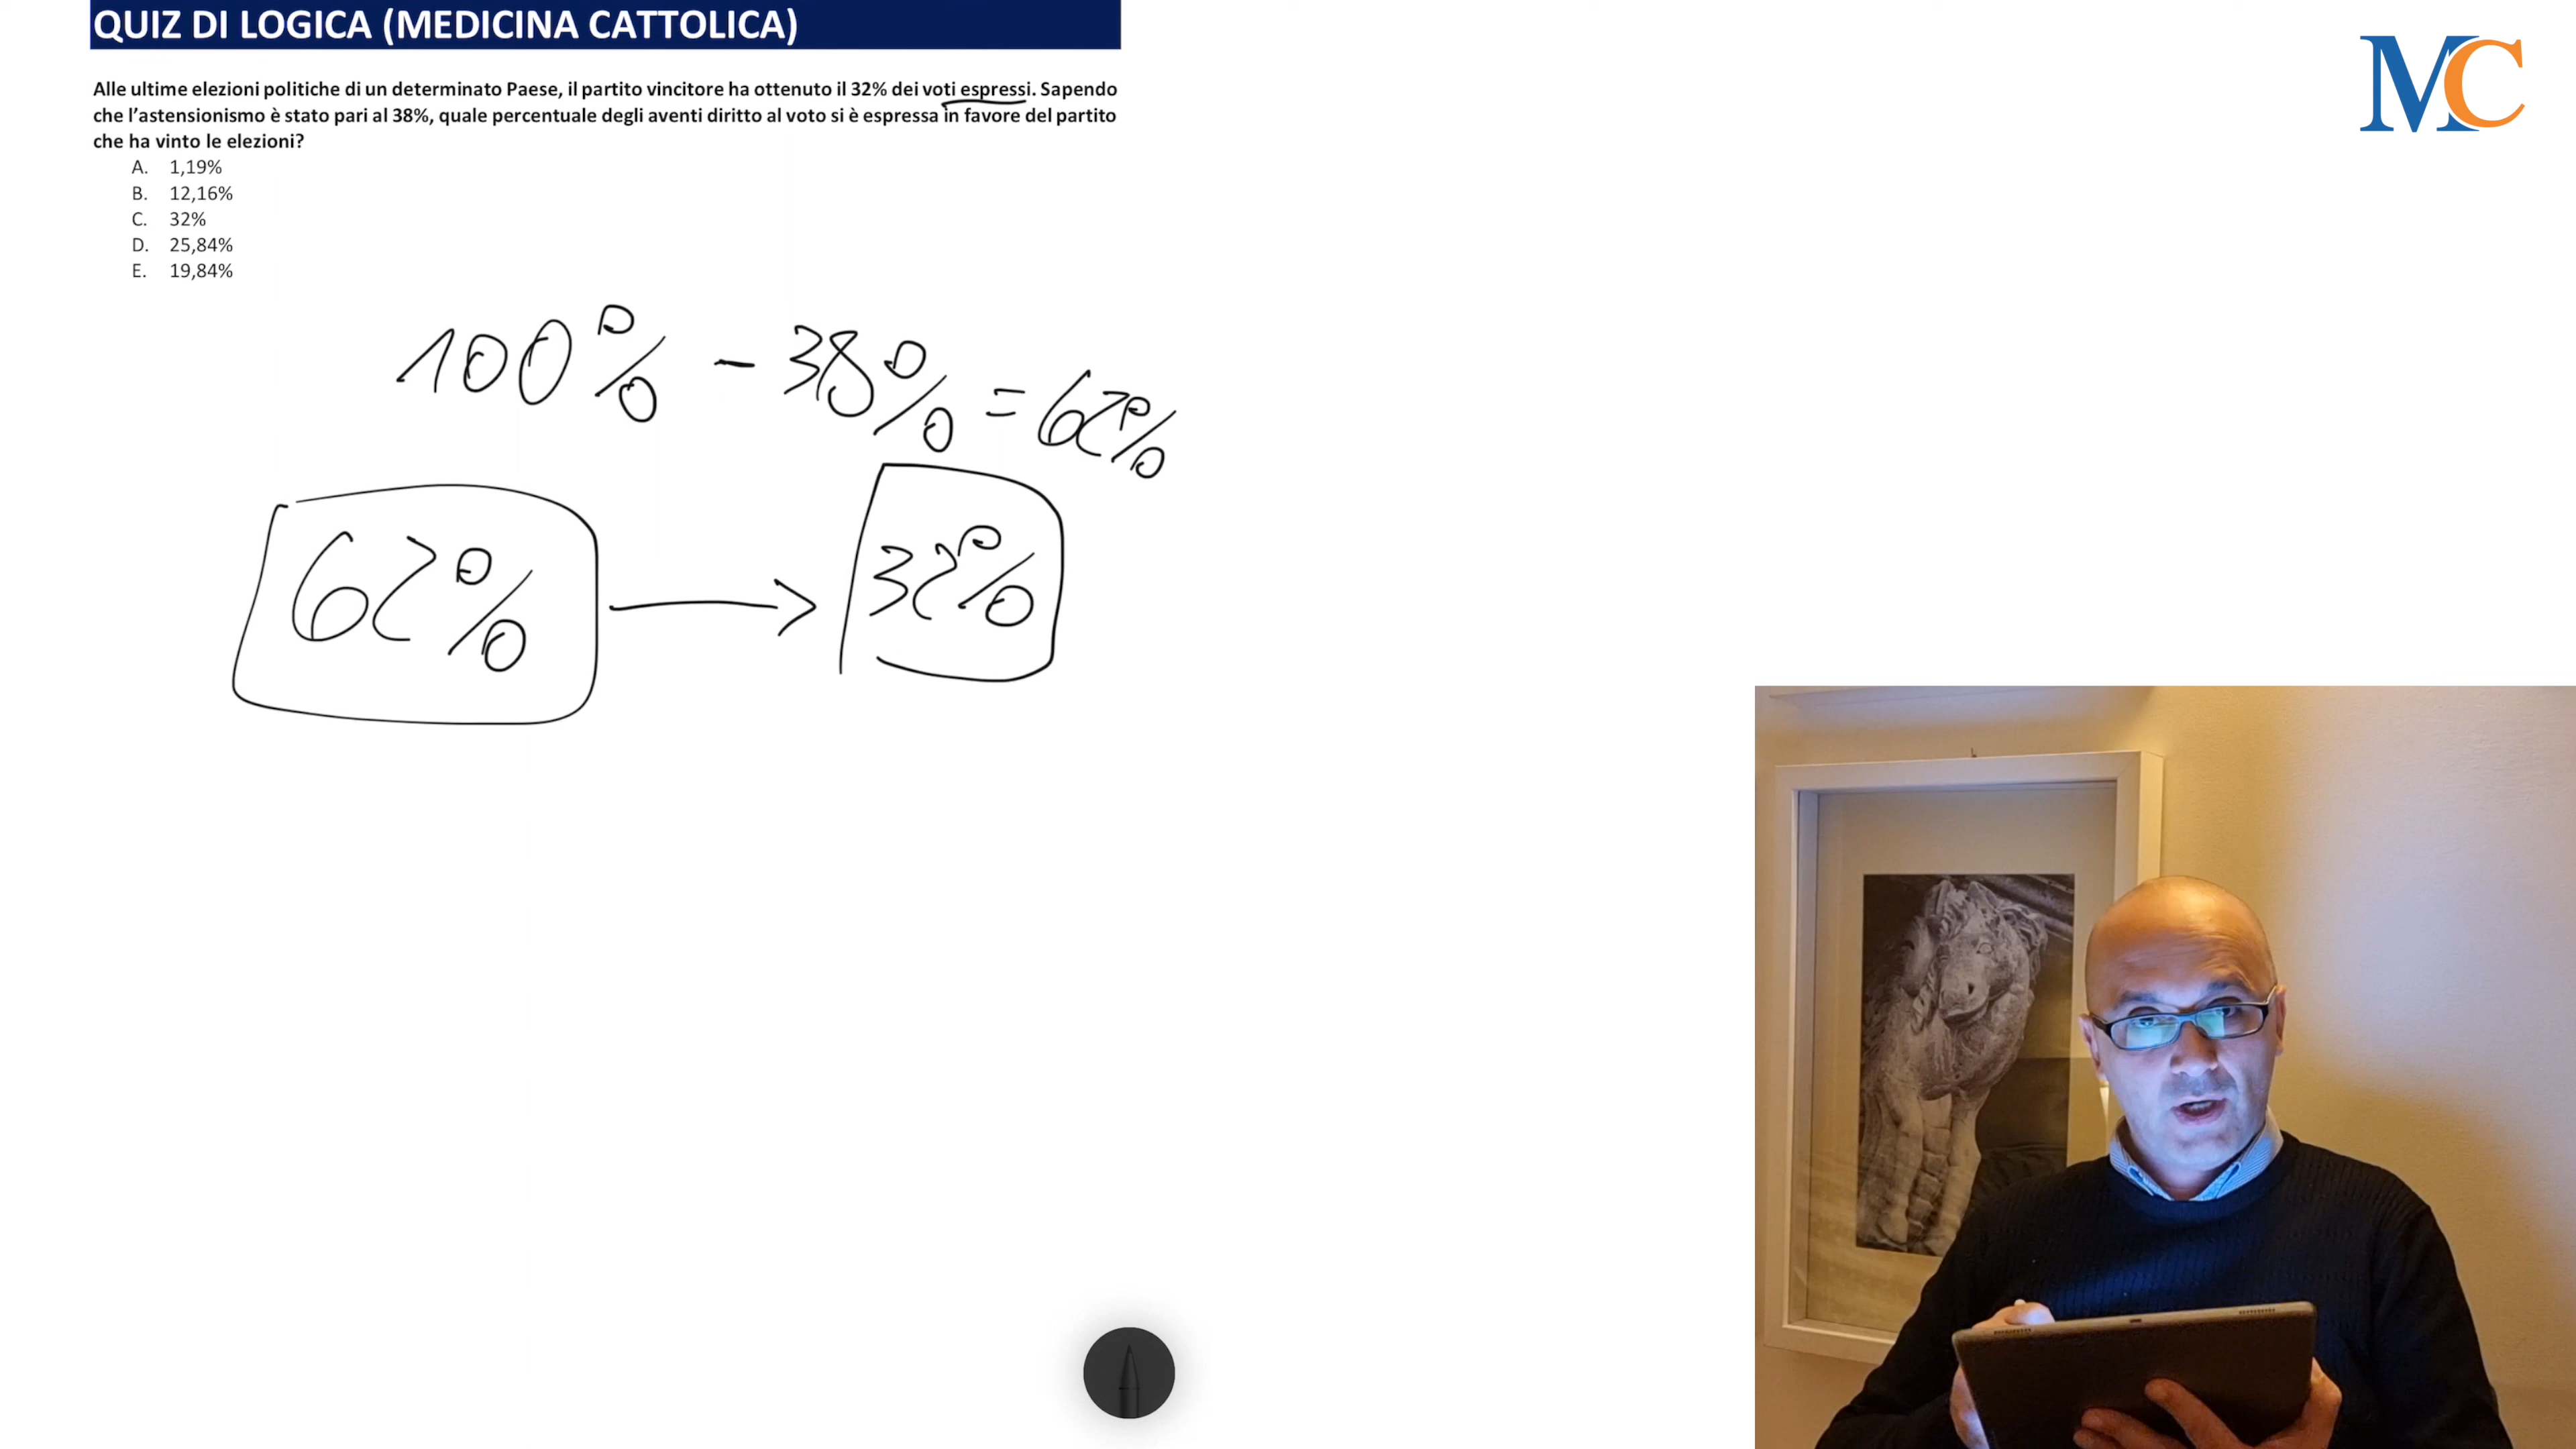 QUIZ DI LOGICA (MEDICINA CATTOLICA)
MC
Alle ultime elezioni politiche di un determinato Paese, il partito vincitore ha ottenuto il 32% dei voti espressi. Sapendo
che l'astensionismo è stato pari al 38%, quale percentuale degli aventi diritto al voto si è espressa in favore del partito
che ha vinto le elezioni?
A. 1,19%
B. 12,16%
C. 32%
D. 25,84%
E. 19,84%
100% - 38% = 62%
62% → 32%